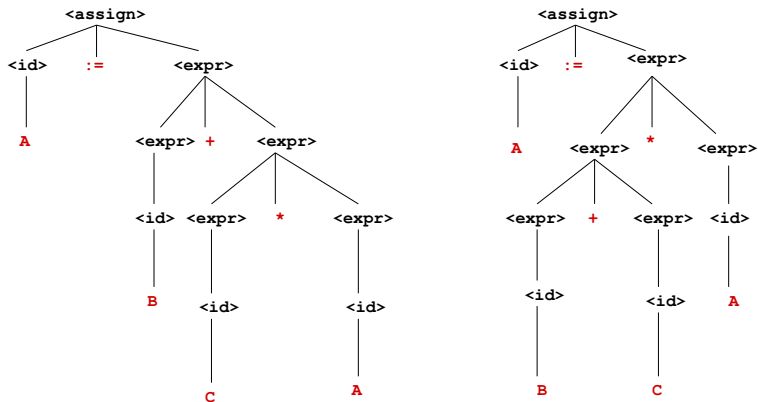 <assign> <assign>
<id> := <expr> <id> := <expr>
A <expr> + <expr> A <expr> * <expr>
<id> <expr> * <expr> <expr> + <expr> <id>
B <id> <id> <id> <id> A
C A B C